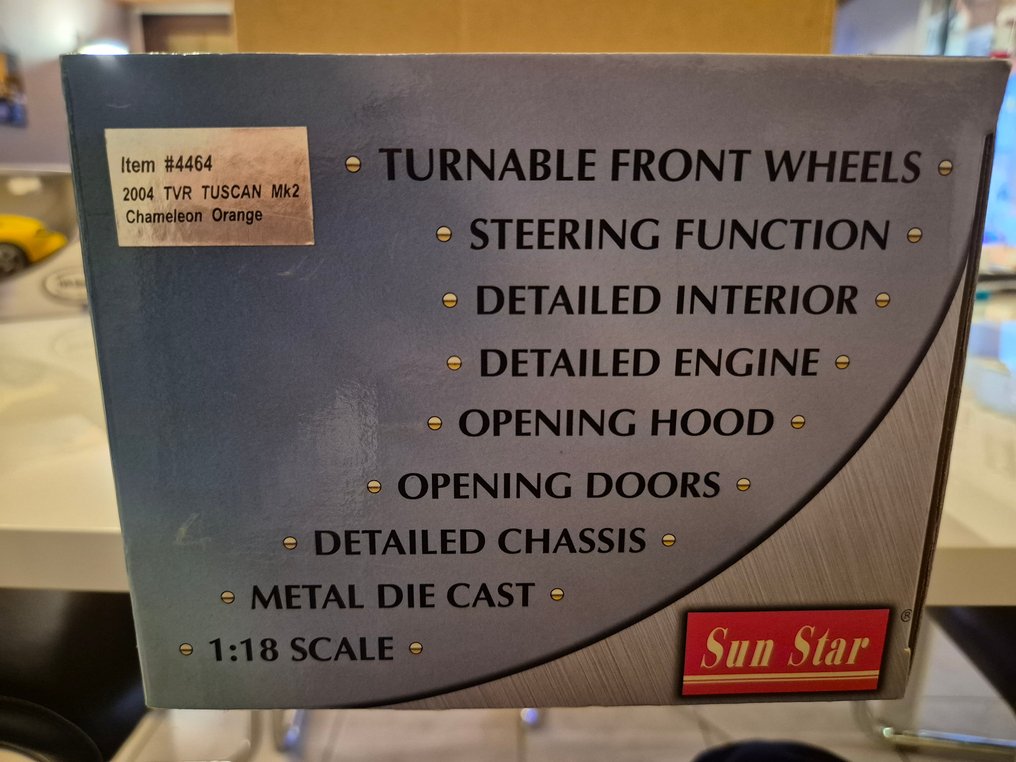 Item #4464
2004 TVR TUSCAN Mk2
Chameleon Orange
TURNABLE FRONT WHEELS
STEERING FUNCTION
DETAILED INTERIOR
DETAILED ENGINE
OPENING HOOD
OPENING DOORS
DETAILED CHASSIS
METAL DIE CAST
1:18 SCALE
Sun Star ®